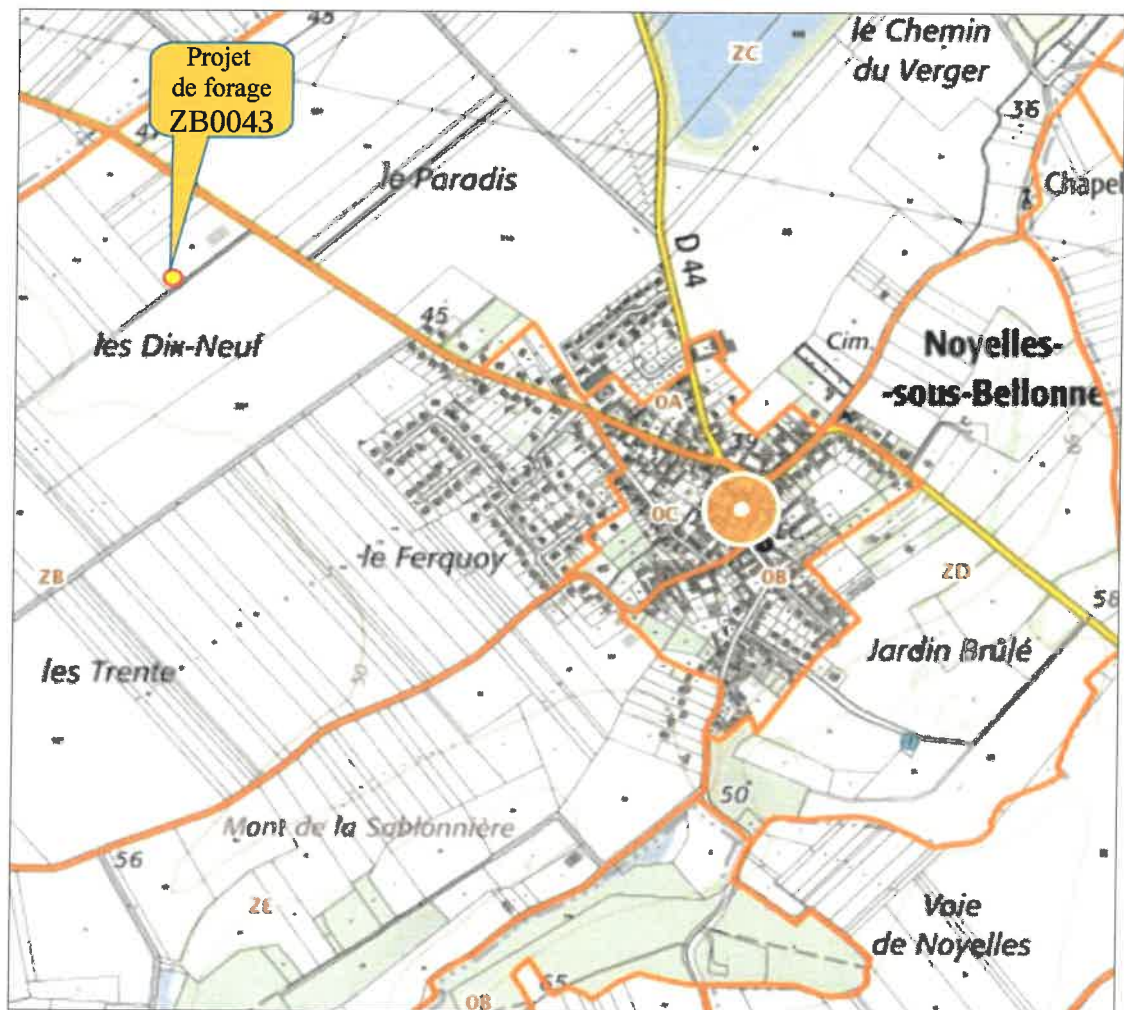 Projet
de forage
ZB0043
45
ZC
le Chemin
du Verger
36
le Paradis
Chapel
D 44
les Dix-Neuf
45
Cim.
Noyelles-
-sous-Bellonne
OA
39
OC
le Ferquoy
OB
ZD
ZB
58
les Trente
50
Jardin Brûlé
50
Mont de la Sablonnière
56
ZE
Voie
de Noyelles
65
OB